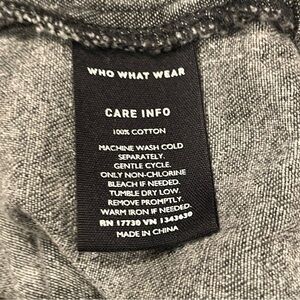 WHO WHAT WEAR
CARE INFO
100% COTTON
MACHINE WASH COLD
SEPARATELY.
GENTLE CYCLE.
ONLY NON-CHLORINE
BLEACH IF NEEDED.
TUMBLE DRY LOW.
REMOVE PROMPTLY.
WARM IRON IF NEEDED.
RN 17730 VN 1343630
MADE IN CHINA